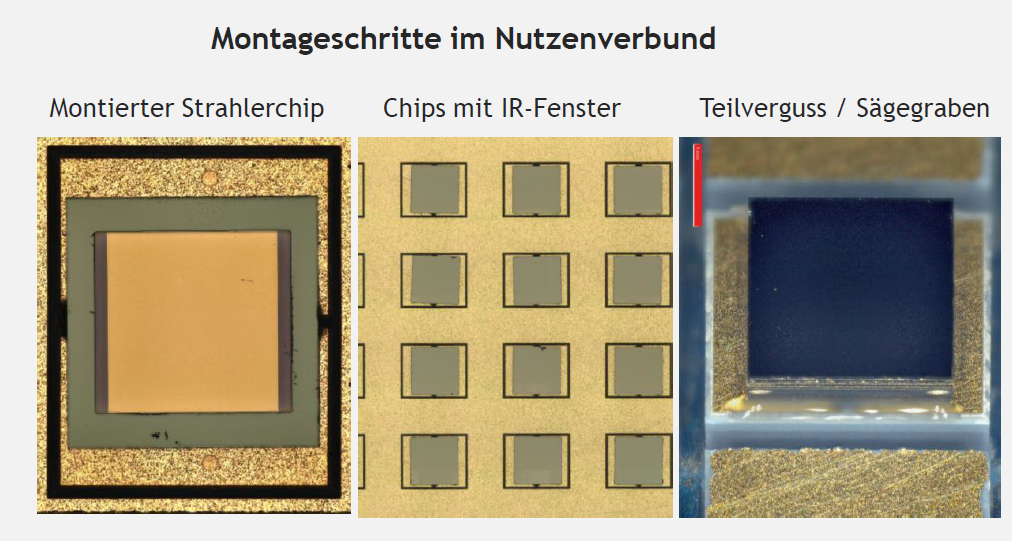 Montageschritte im Nutzenverbund
Montierter Strahlerchip
Chips mit IR-Fenster
Teilverguss / Sägegraben